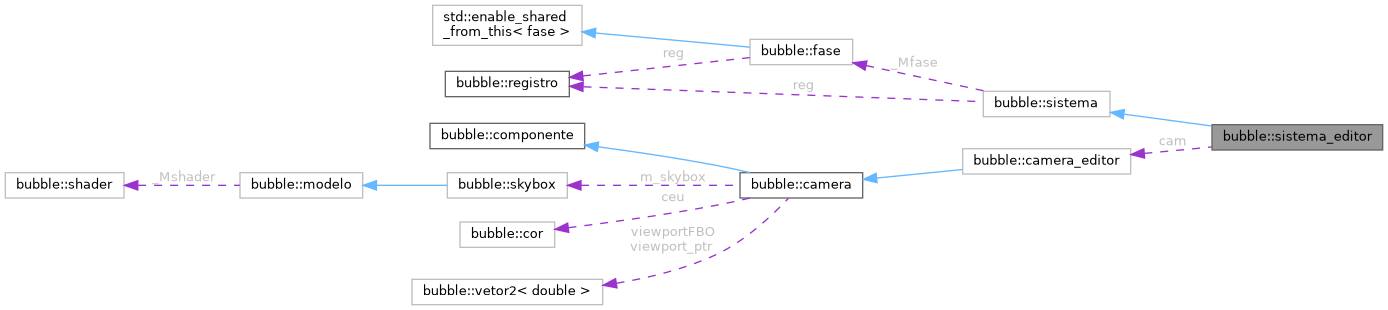 std::enable_shared
_from_this< fase >
bubble::fase
reg
_Mfase
bubble::registro
reg
bubble::sistema
bubble::componente
bubble::sistema_editor
cam
bubble::camera_editor
bubble::shader
_Mshader
bubble::modelo
bubble::skybox
m_skybox
bubble::camera
ceu
bubble::cor
viewportFBO
viewport_ptr
bubble::vetor2< double >